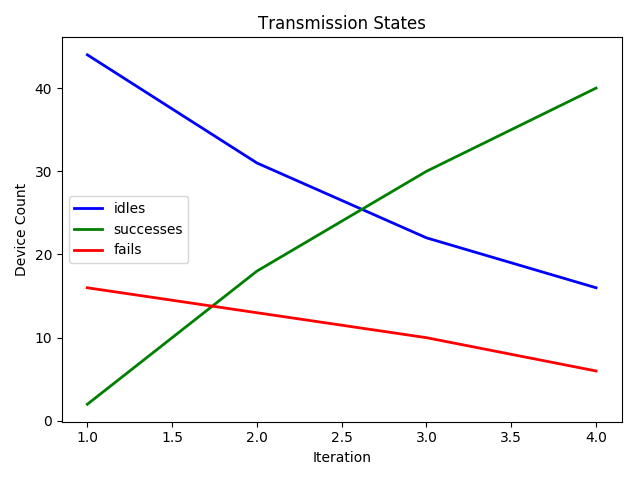 Transmission States
Device Count
40
30
20
10
0
idles
successes
fails
1.0 1.5 2.0 2.5 3.0 3.5 4.0
Iteration